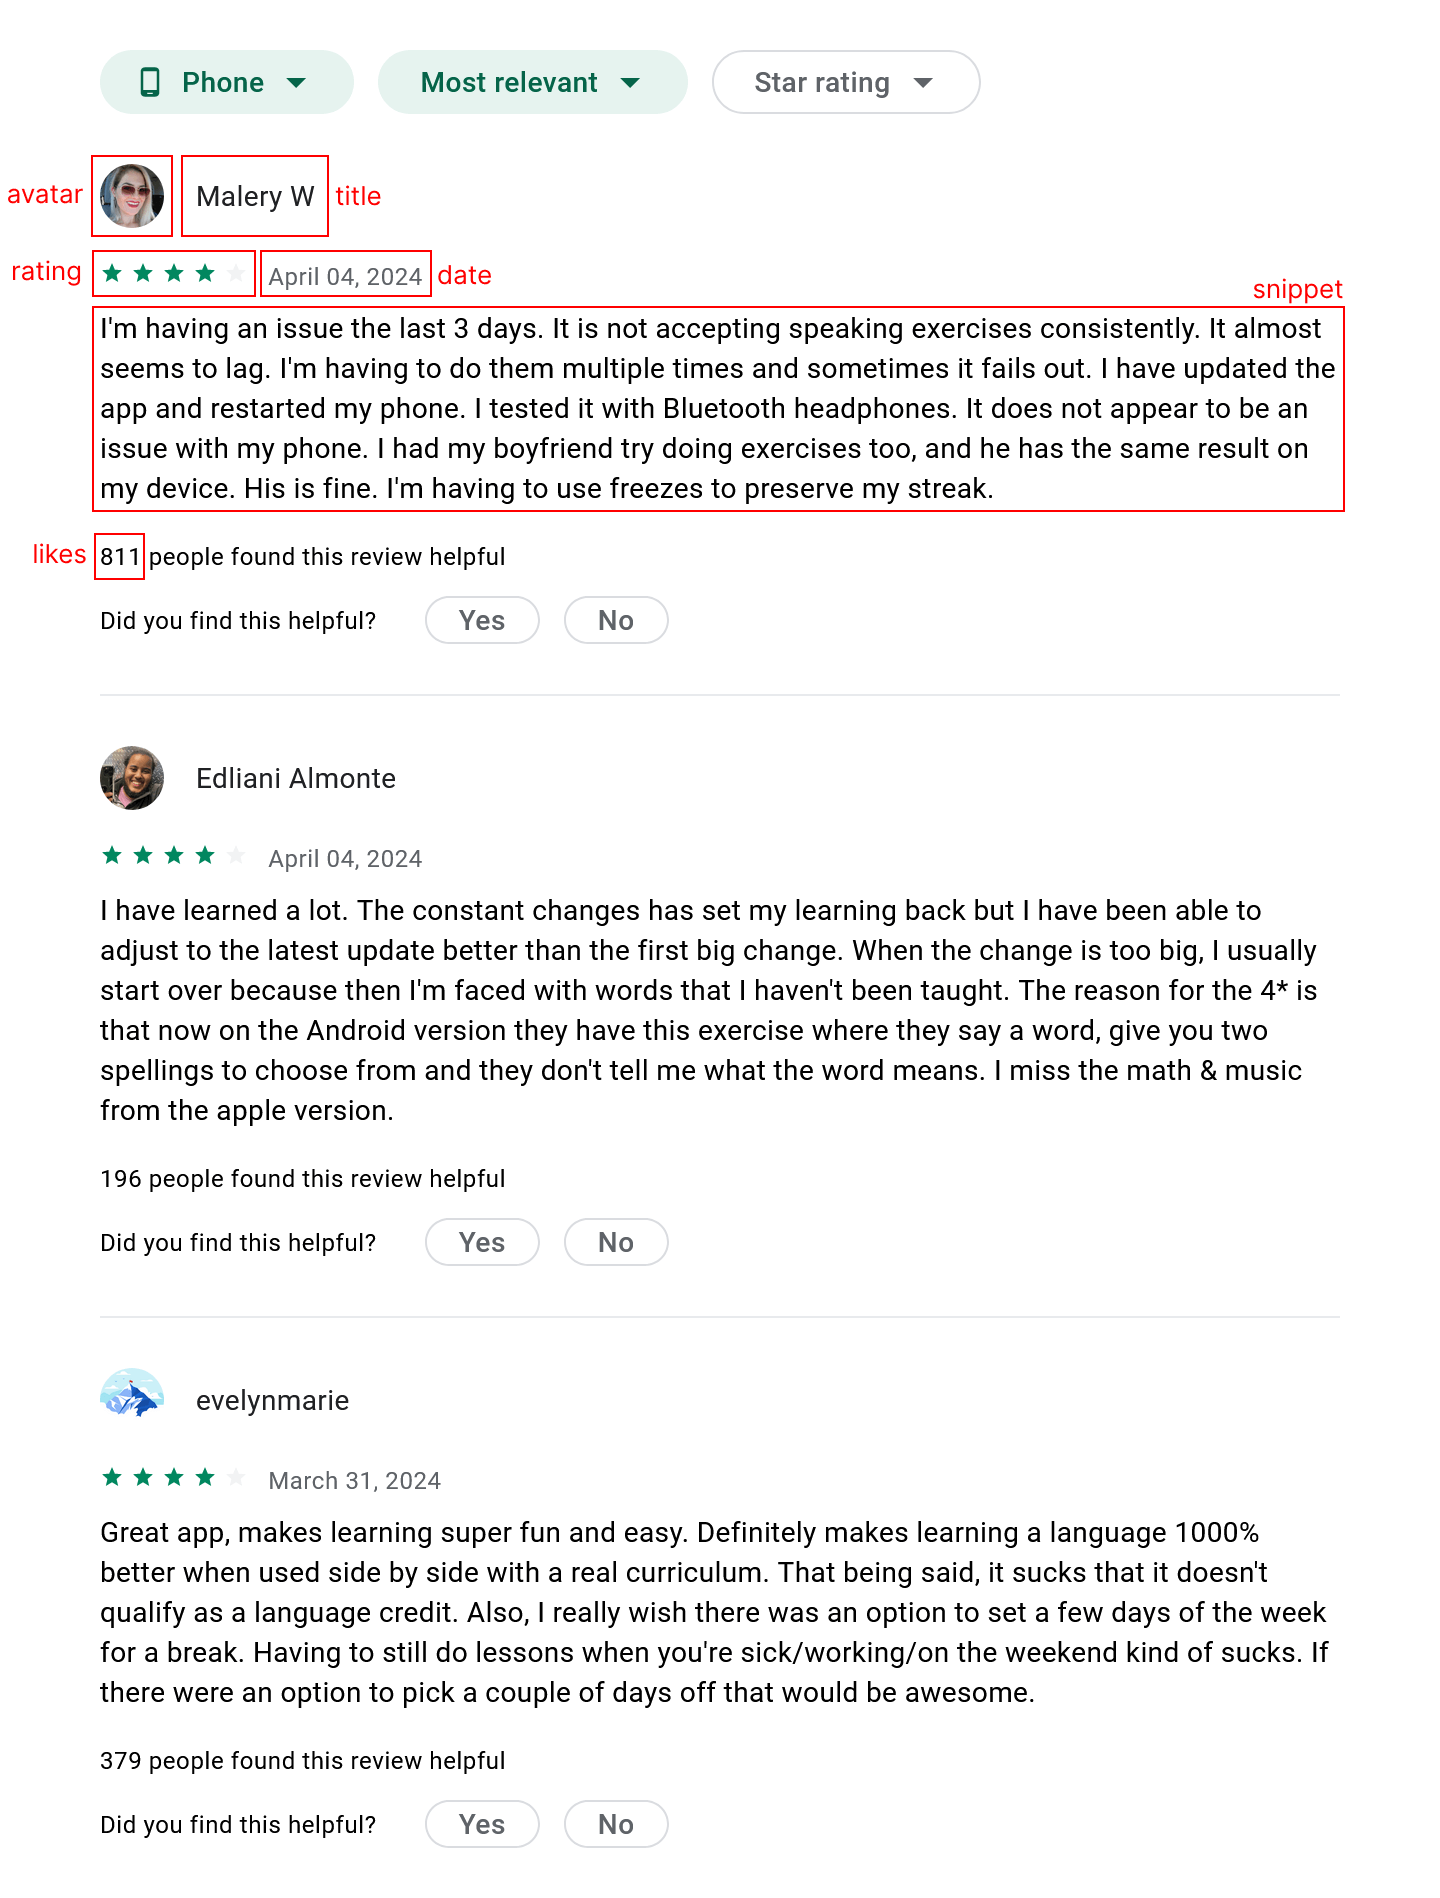 Phone
Most relevant
Star rating
avatar
Malery W
title
rating
April 04, 2024
date
snippet
I'm having an issue the last 3 days. It is not accepting speaking exercises consistently. It almost
seems to lag. I'm having to do them multiple times and sometimes it fails out. I have updated the
app and restarted my phone. I tested it with Bluetooth headphones. It does not appear to be an
issue with my phone. I had my boyfriend try doing exercises too, and he has the same result on
my device. His is fine. I'm having to use freezes to preserve my streak.
likes
811 people found this review helpful
Did you find this helpful?
Yes
No
Edliani Almonte
April 04, 2024
I have learned a lot. The constant changes has set my learning back but I have been able to
adjust to the latest update better than the first big change. When the change is too big, I usually
start over because then I'm faced with words that I haven't been taught. The reason for the 4* is
that now on the Android version they have this exercise where they say a word, give you two
spellings to choose from and they don't tell me what the word means. I miss the math & music
from the apple version.
196 people found this review helpful
Did you find this helpful?
Yes
No
evelynmarie
March 31, 2024
Great app, makes learning super fun and easy. Definitely makes learning a language 1000%
better when used side by side with a real curriculum. That being said, it sucks that it doesn't
qualify as a language credit. Also, I really wish there was an option to set a few days of the week
for a break. Having to still do lessons when you're sick/working/on the weekend kind of sucks. If
there were an option to pick a couple of days off that would be awesome.
379 people found this review helpful
Did you find this helpful?
Yes
No